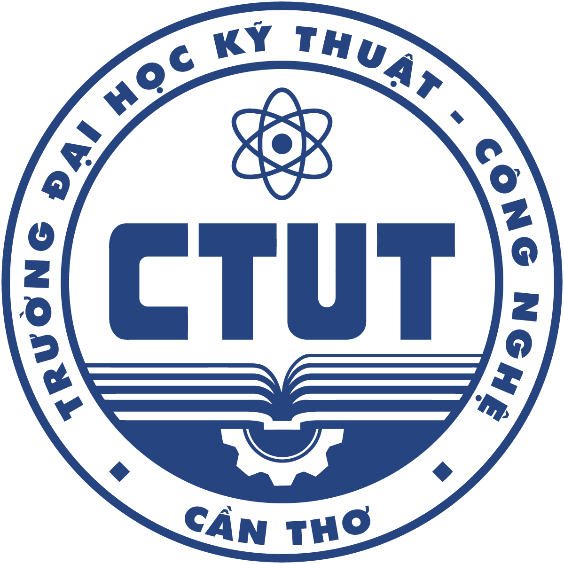 TRƯỜNG ĐẠI HỌC KỸ THUẬT - CÔNG NGHỆ
CTUT
CẦN THƠ